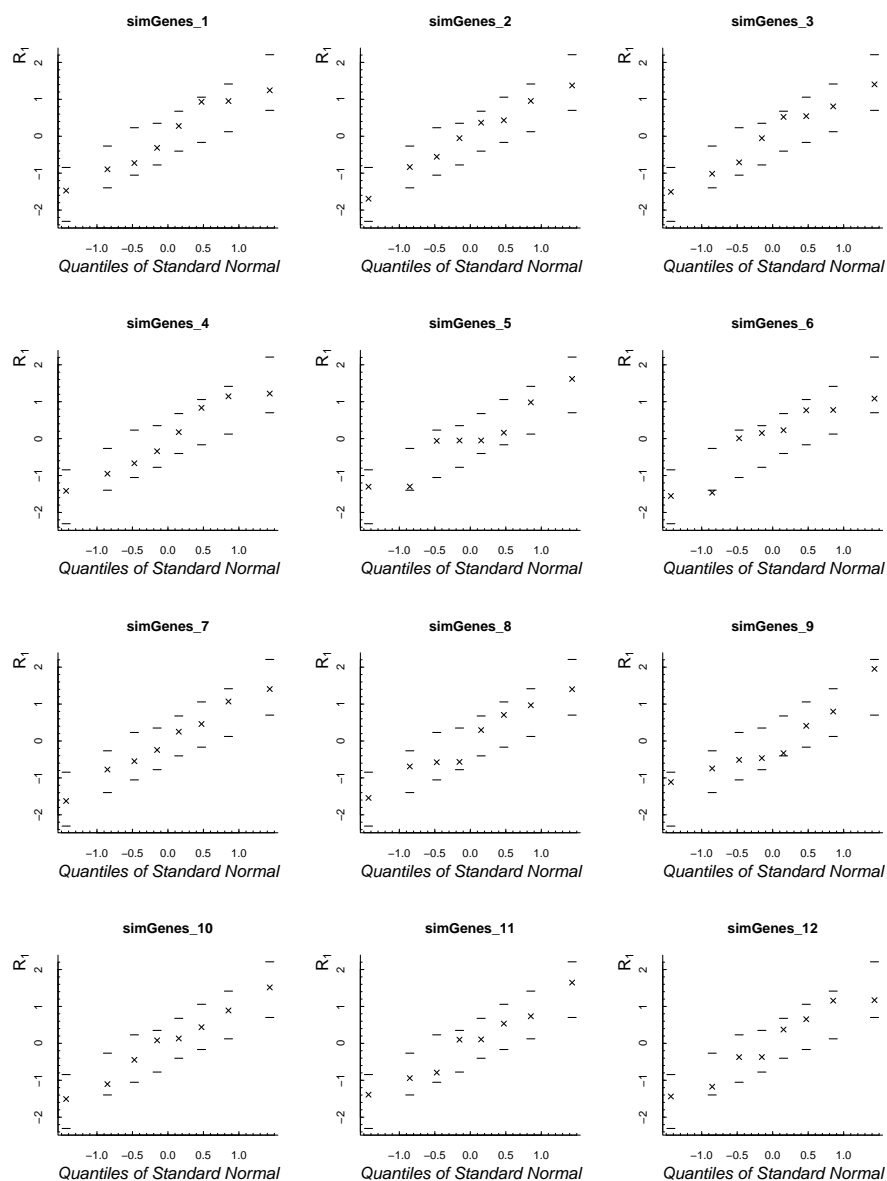 simGenes_1 simGenes_2 simGenes_3
R1 R1 R1
2 2 2
1 1 1
0 0 0
−1 −1 −1
−2 −2 −2
−1.0 −0.5 0.0 0.5 1.0 −1.0 −0.5 0.0 0.5 1.0 −1.0 −0.5 0.0 0.5 1.0
Quantiles of Standard Normal Quantiles of Standard Normal Quantiles of Standard Normal
simGenes_4 simGenes_5 simGenes_6
R1 R1 R1
2 2 2
1 1 1
0 0 0
−1 −1 −1
−2 −2 −2
−1.0 −0.5 0.0 0.5 1.0 −1.0 −0.5 0.0 0.5 1.0 −1.0 −0.5 0.0 0.5 1.0
Quantiles of Standard Normal Quantiles of Standard Normal Quantiles of Standard Normal
simGenes_7 simGenes_8 simGenes_9
R1 R1 R1
2 2 2
1 1 1
0 0 0
−1 −1 −1
−2 −2 −2
−1.0 −0.5 0.0 0.5 1.0 −1.0 −0.5 0.0 0.5 1.0 −1.0 −0.5 0.0 0.5 1.0
Quantiles of Standard Normal Quantiles of Standard Normal Quantiles of Standard Normal
simGenes_10 simGenes_11 simGenes_12
R1 R1 R1
2 2 2
1 1 1
0 0 0
−1 −1 −1
−2 −2 −2
−1.0 −0.5 0.0 0.5 1.0 −1.0 −0.5 0.0 0.5 1.0 −1.0 −0.5 0.0 0.5 1.0
Quantiles of Standard Normal Quantiles of Standard Normal Quantiles of Standard Normal